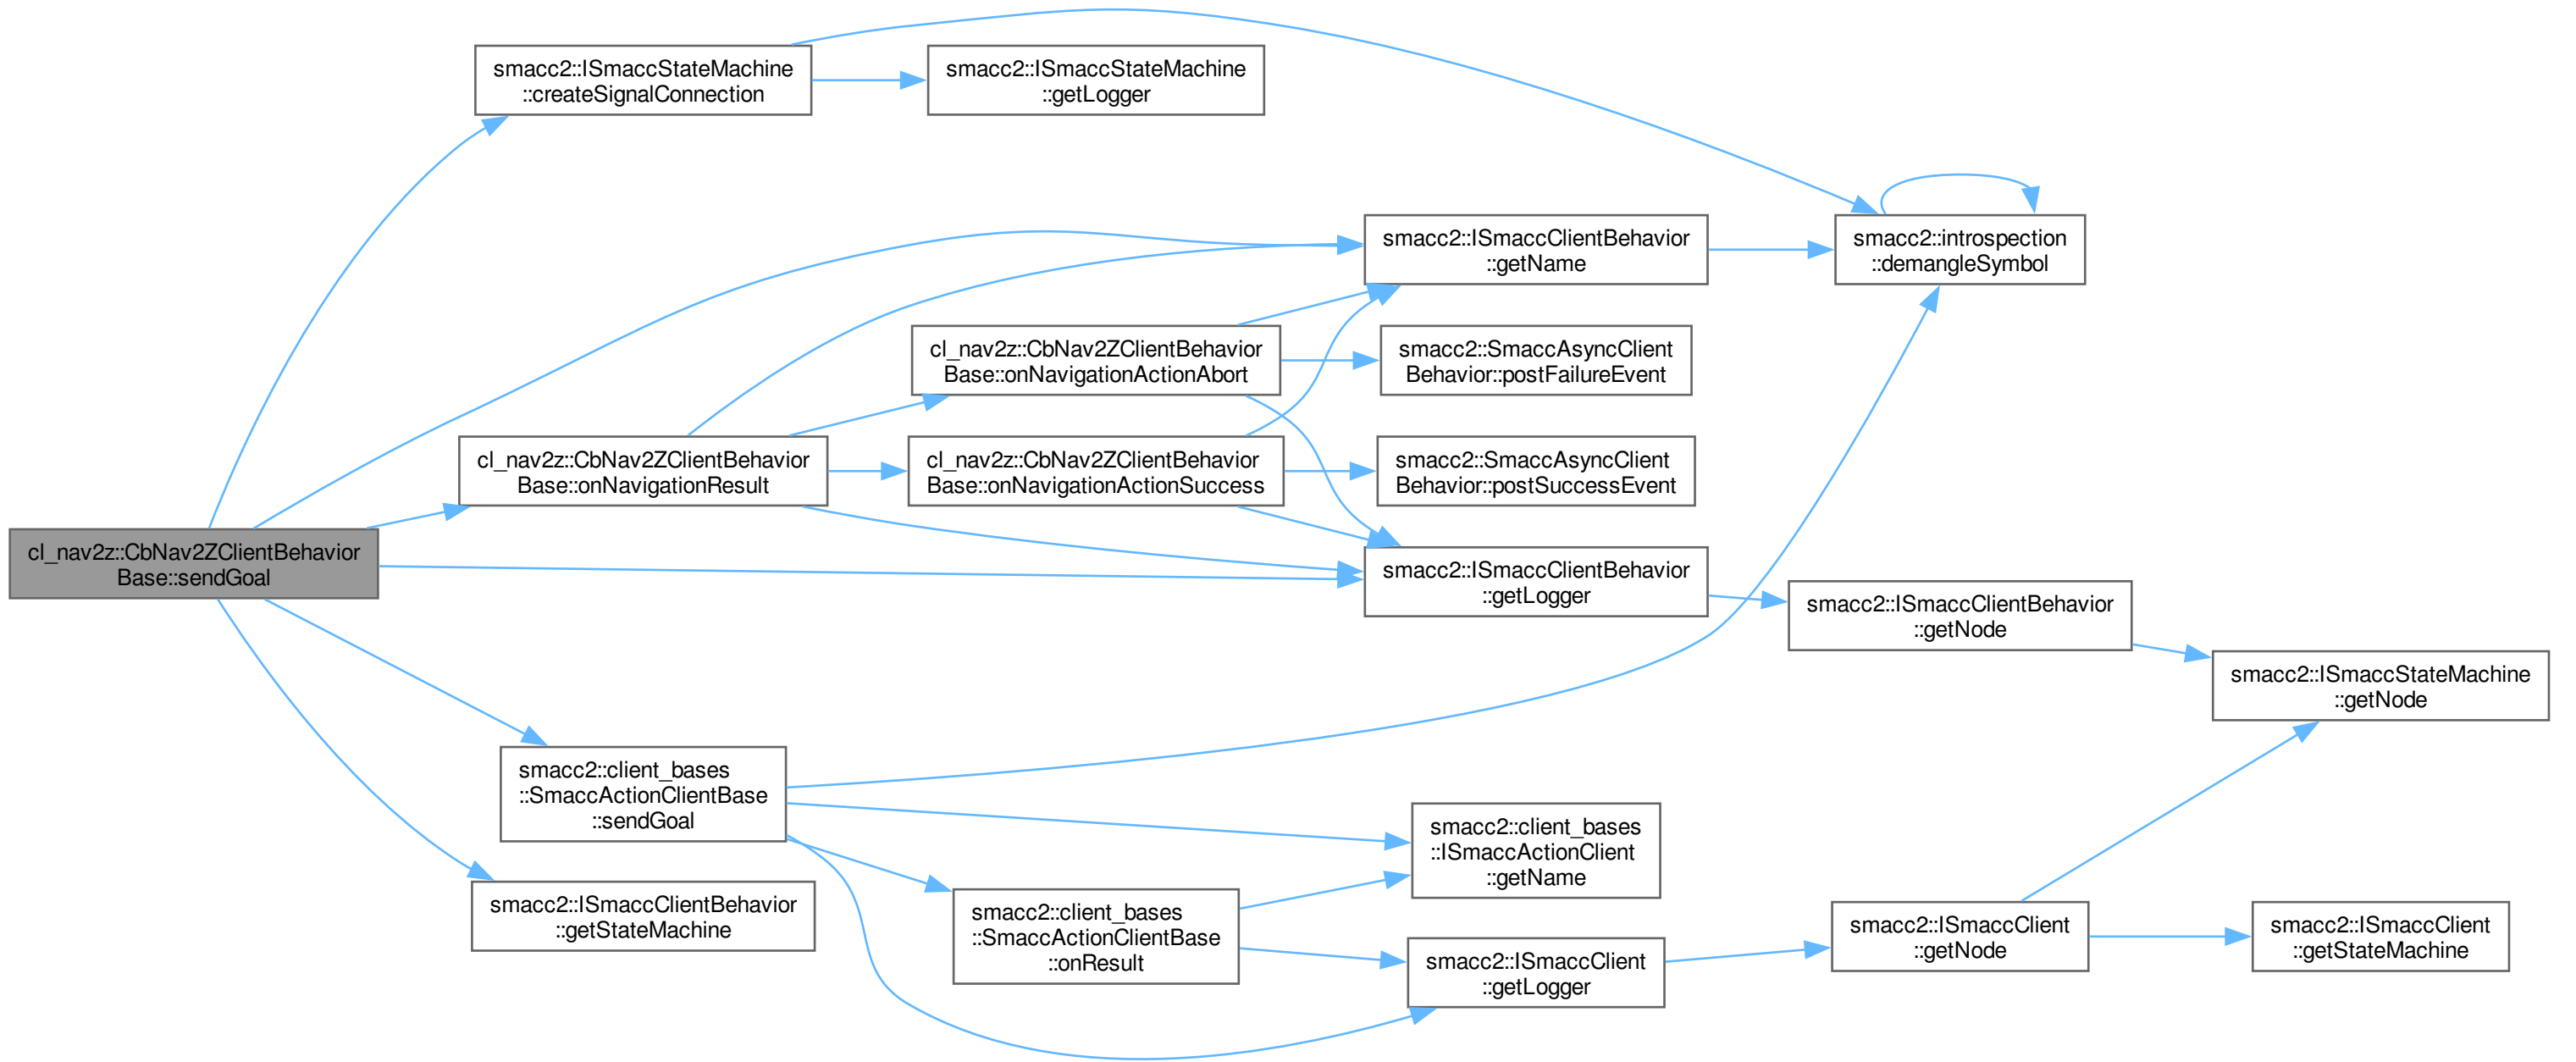 smacc2::ISmaccStateMachine
::createSignalConnection
smacc2::ISmaccStateMachine
::getLogger
smacc2::ISmaccClientBehavior
::getName
smacc2::introspection
::demangleSymbol
cl_nav2z::CbNav2ZClientBehavior
Base::onNavigationActionAbort
smacc2::SmaccAsyncClient
Behavior::postFailureEvent
cl_nav2z::CbNav2ZClientBehavior
Base::onNavigationResult
cl_nav2z::CbNav2ZClientBehavior
Base::onNavigationActionSuccess
smacc2::SmaccAsyncClient
Behavior::postSuccessEvent
cl_nav2z::CbNav2ZClientBehavior
Base::sendGoal
smacc2::ISmaccClientBehavior
::getLogger
smacc2::ISmaccClientBehavior
::getNode
smacc2::ISmaccStateMachine
::getNode
smacc2::client_bases
::SmaccActionClientBase
::sendGoal
smacc2::client_bases
::ISmaccActionClient
::getName
smacc2::ISmaccClientBehavior
::getStateMachine
smacc2::client_bases
::SmaccActionClientBase
::onResult
smacc2::ISmaccClient
::getLogger
smacc2::ISmaccClient
::getNode
smacc2::ISmaccClient
::getStateMachine